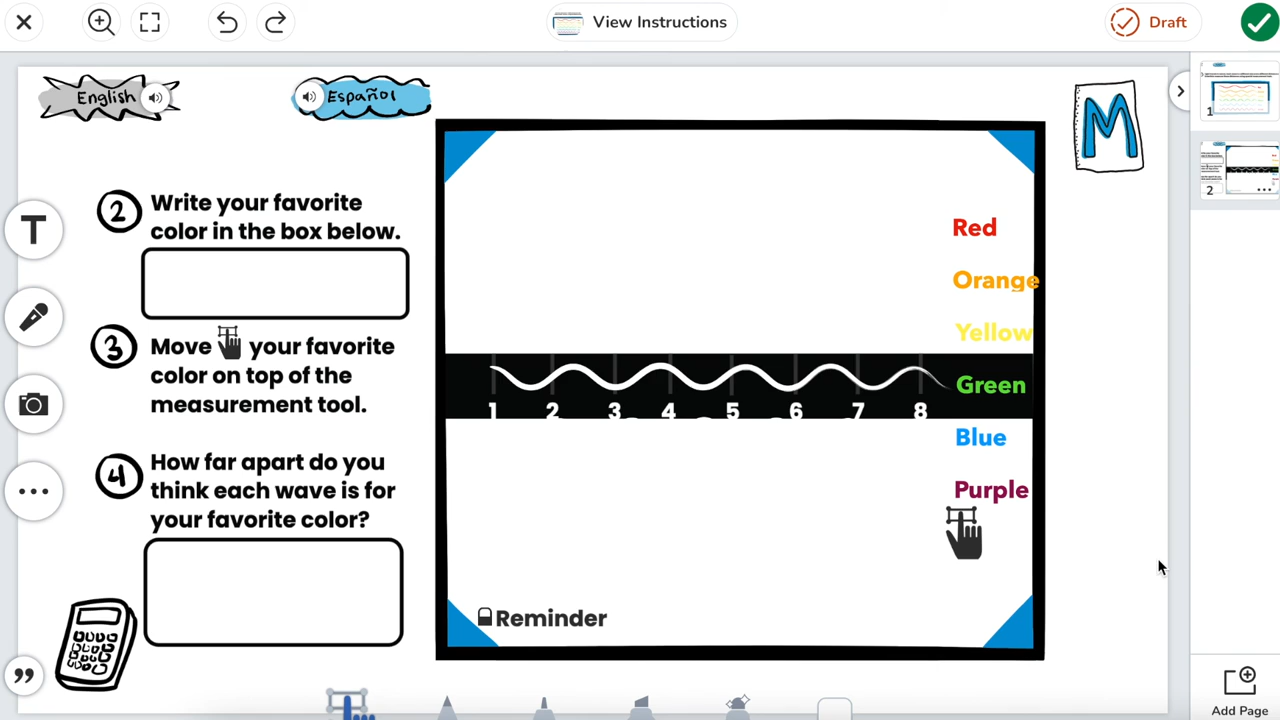 View Instructions
Draft
English
Español
M
2
Write your favorite
color in the box below.
3
Move your favorite
color on top of the
measurement tool.
4
How far apart do you
think each wave is for
your favorite color?
Red
Orange
Yellow
Green
Blue
Purple
1 2 3 4 5 6 7 8
Reminder
T
1
2
Add Page